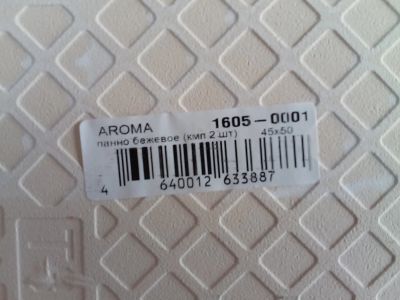 AROMA 1605-0001
панно бежевое (кмп 2 шт) 45x50
4 640012 633887